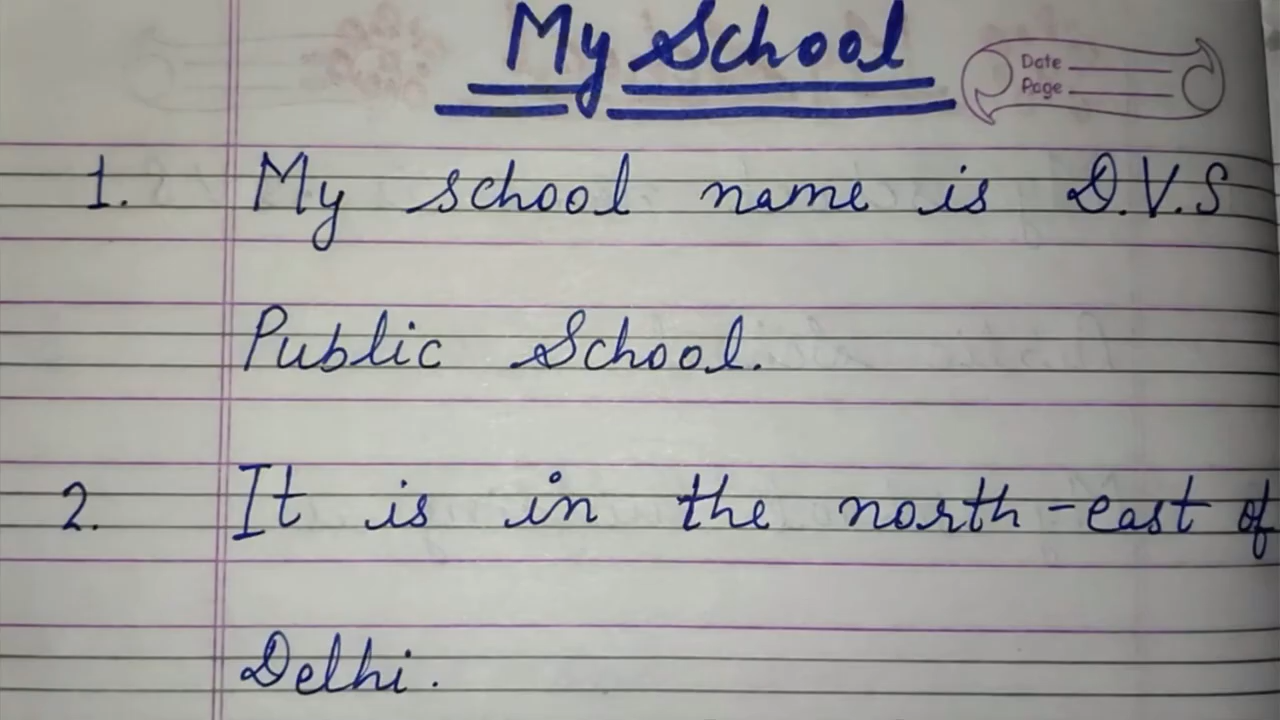 My School
Date
Page
1. My school name is D.V.S
Public School.
2. It is in the north-east of
Delhi.